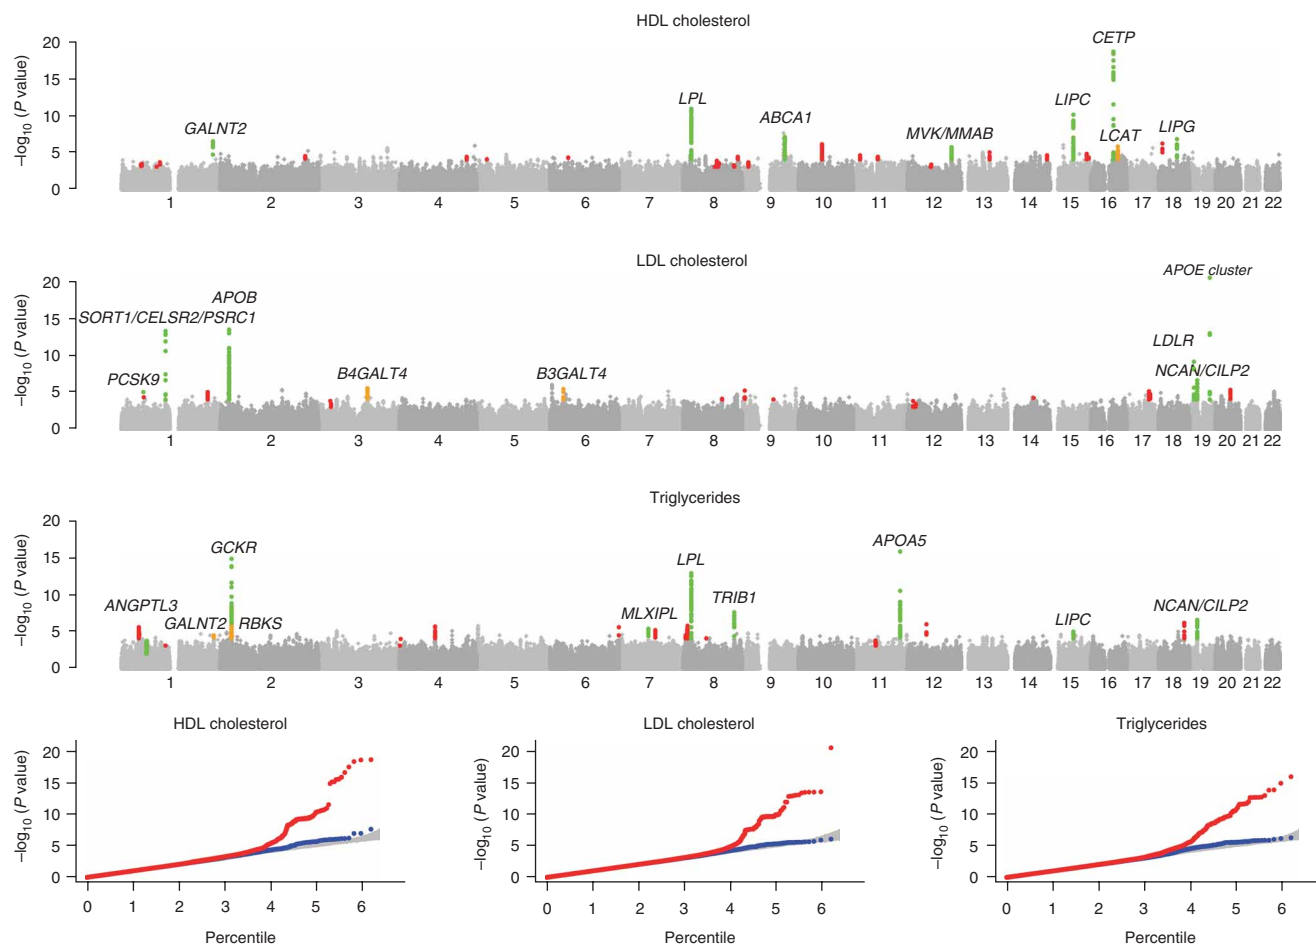 HDL cholesterol
–log10 (P value)
20
15
10
5
0
GALNT2
LPL
ABCA1
MVK/MMAB
LIPC
CETP
LCAT
LIPG
1 2 3 4 5 6 7 8 9 10 11 12 13 14 15 16 17 18 19 20 21 22
LDL cholesterol
–log10 (P value)
20
15
10
5
0
APOB
SORT1/CELSR2/PSRC1
PCSK9
B4GALT4
B3GALT4
APOE cluster
LDLR
NCAN/CILP2
1 2 3 4 5 6 7 8 9 10 11 12 13 14 15 16 17 18 19 20 21 22
Triglycerides
–log10 (P value)
20
15
10
5
0
GCKR
ANGPTL3
GALNT2
RBKS
MLXIPL
LPL
TRIB1
APOA5
LIPC
NCAN/CILP2
1 2 3 4 5 6 7 8 9 10 11 12 13 14 15 16 17 18 19 20 21 22
HDL cholesterol
–log10 (P value)
20
15
10
5
0
0 1 2 3 4 5 6
Percentile
LDL cholesterol
–log10 (P value)
20
15
10
5
0
0 1 2 3 4 5 6
Percentile
Triglycerides
–log10 (P value)
20
15
10
5
0
0 1 2 3 4 5 6
Percentile